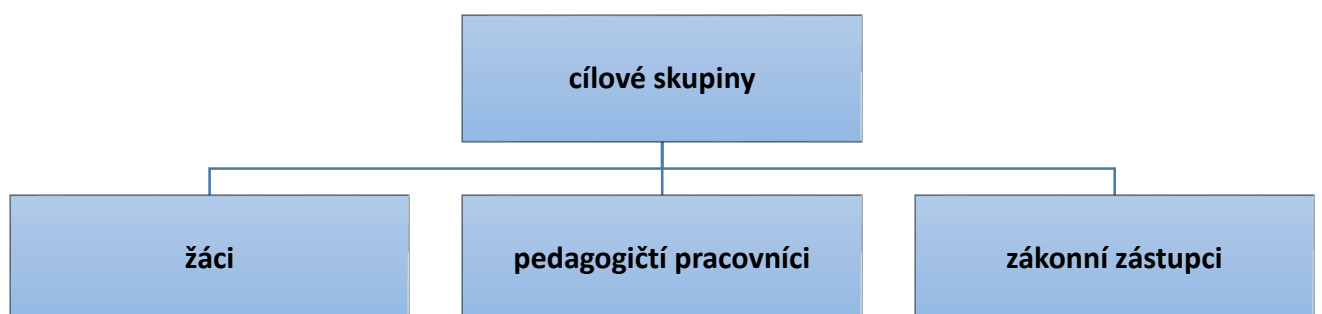 cílové skupiny
žáci
pedagogičtí pracovníci
zákonní zástupci